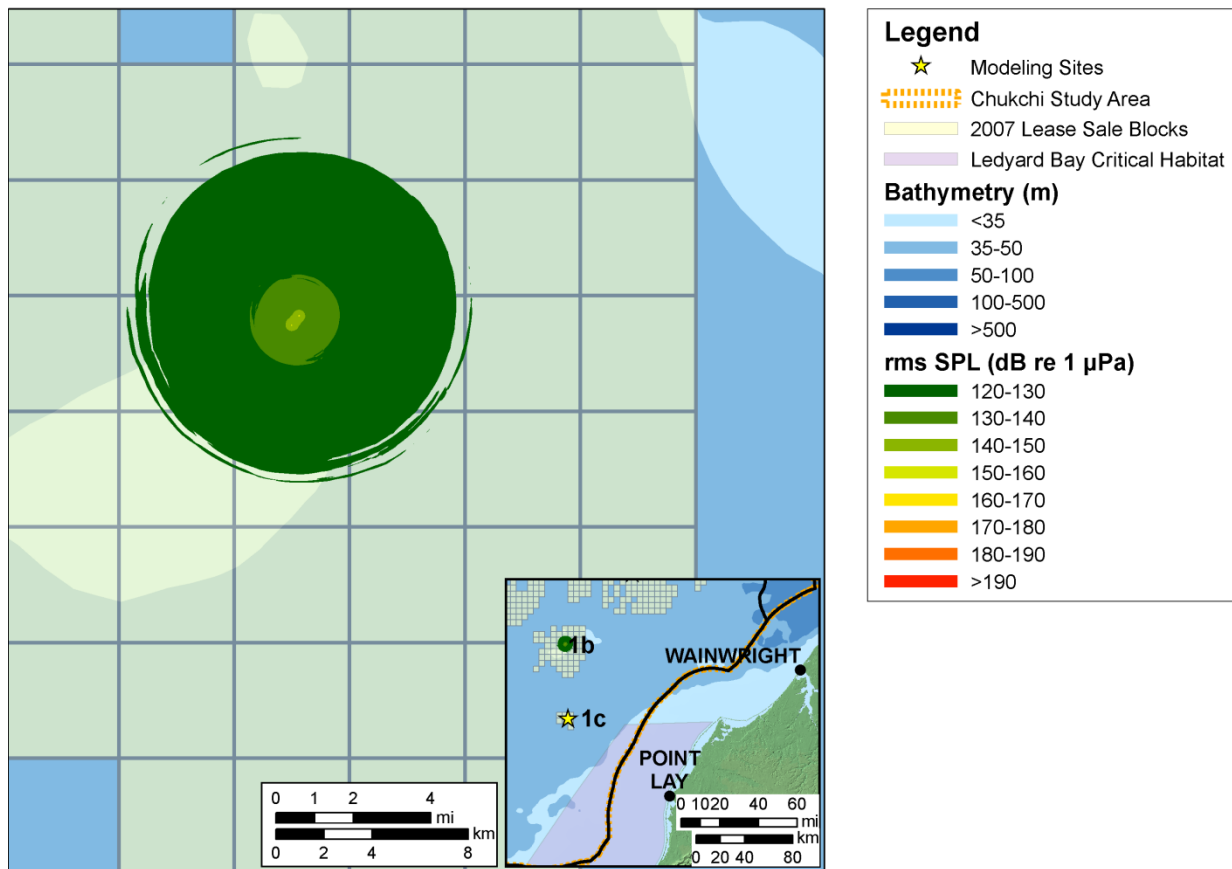 Legend
Modeling Sites
Chukchi Study Area
2007 Lease Sale Blocks
Ledyard Bay Critical Habitat
Bathymetry (m)
<35
35-50
50-100
100-500
>500
rms SPL (dB re 1 µPa)
120-130
130-140
140-150
150-160
160-170
170-180
180-190
>190
1b
WAINWRIGHT
1c
POINT
LAY
0 1 2 4
mi
km
0 2 4 8
0 1020 40 60
mi
km
0 20 40 80